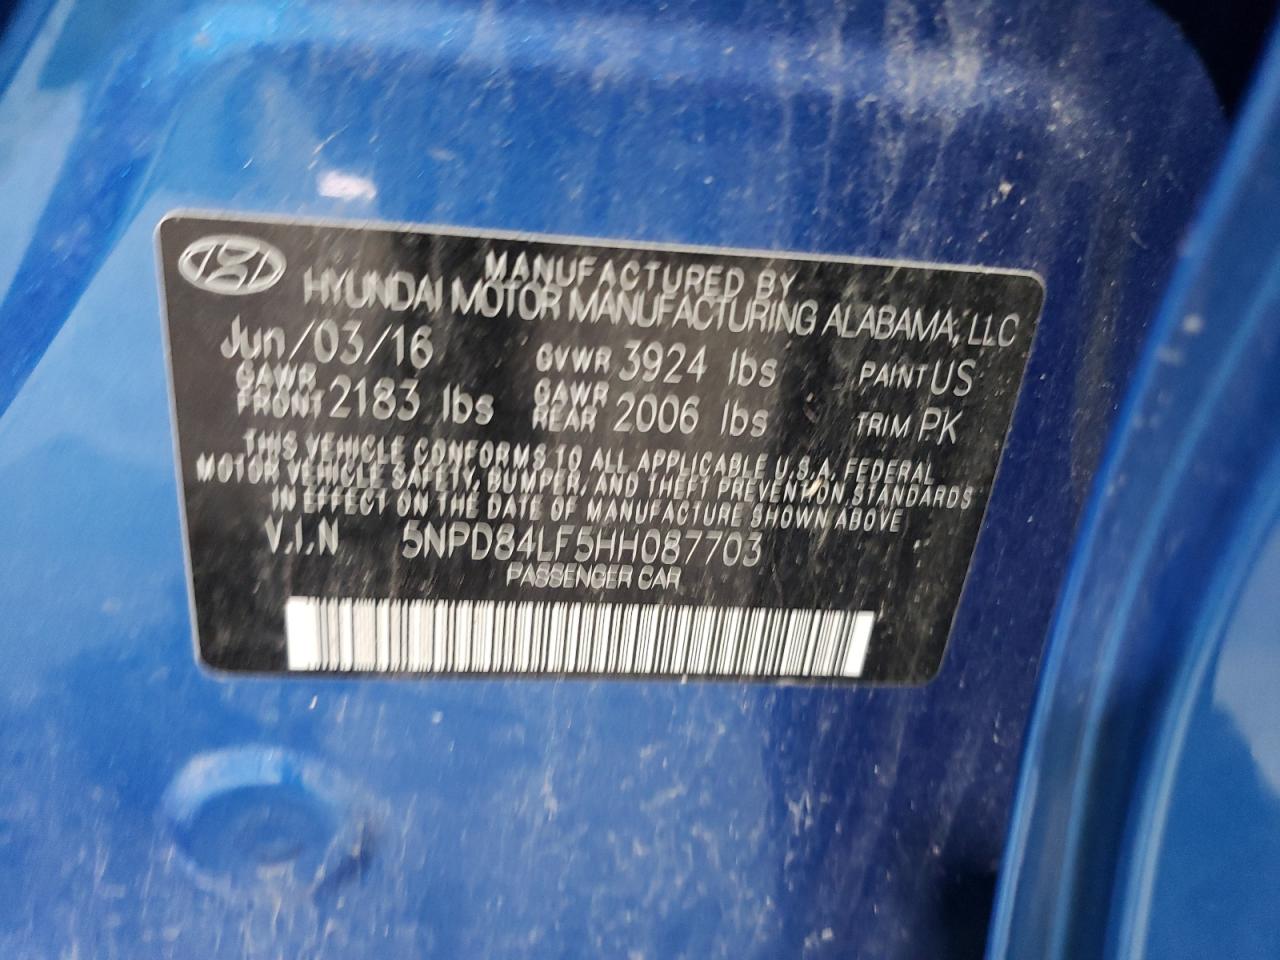 MANUFACTURED BY
HYUNDAI MOTOR MANUFACTURING ALABAMA, LLC
Jun/03/16 GVWR 3924 lbs PAINT US
GAWR FRONT 2183 lbs GAWR REAR 2006 lbs TRIM PK
THIS VEHICLE CONFORMS TO ALL APPLICABLE U.S.A. FEDERAL
MOTOR VEHICLE SAFETY, BUMPER, AND THEFT PREVENTION STANDARDS
IN EFFECT ON THE DATE OF MANUFACTURE SHOWN ABOVE
V.I.N 5NPD84LF5HH087703
PASSENGER CAR